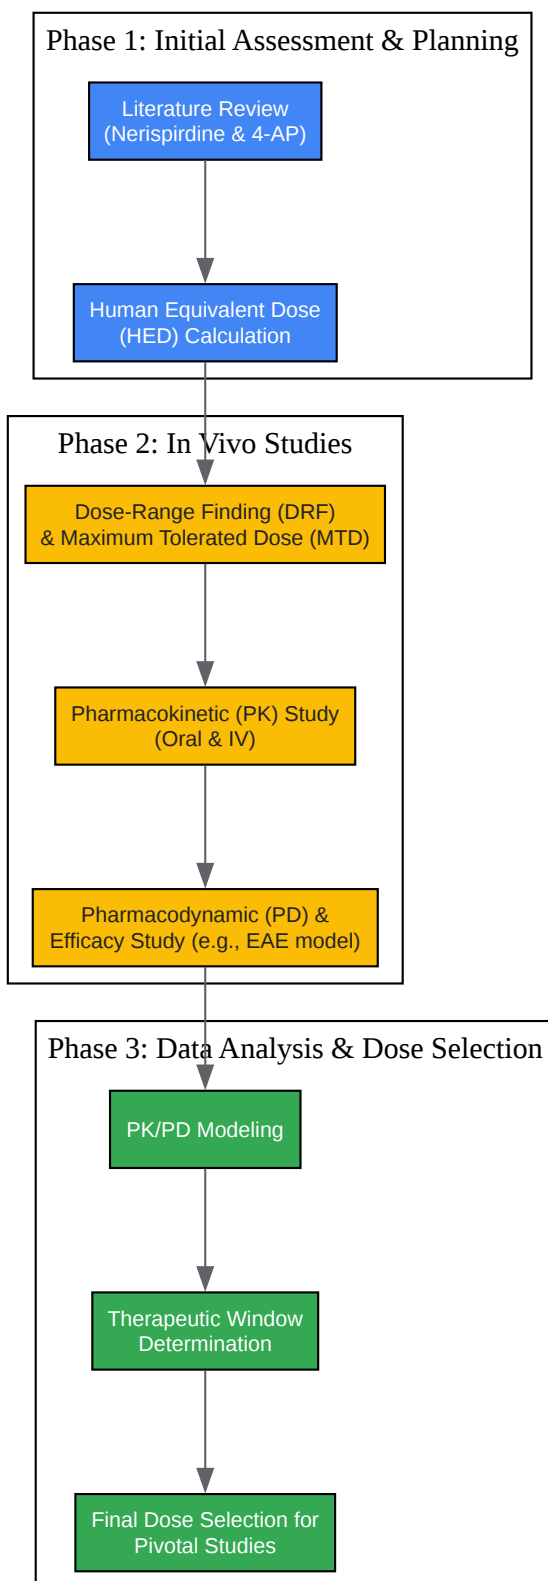 Phase 1: Initial Assessment & Planning
Literature Review
(Nerispirdine & 4-AP)
Human Equivalent Dose
(HED) Calculation
Phase 2: In Vivo Studies
Dose-Range Finding (DRF)
& Maximum Tolerated Dose (MTD)
Pharmacokinetic (PK) Study
(Oral & IV)
Pharmacodynamic (PD) &
Efficacy Study (e.g., EAE model)
Phase 3: Data Analysis & Dose Selection
PK/PD Modeling
Therapeutic Window
Determination
Final Dose Selection for
Pivotal Studies